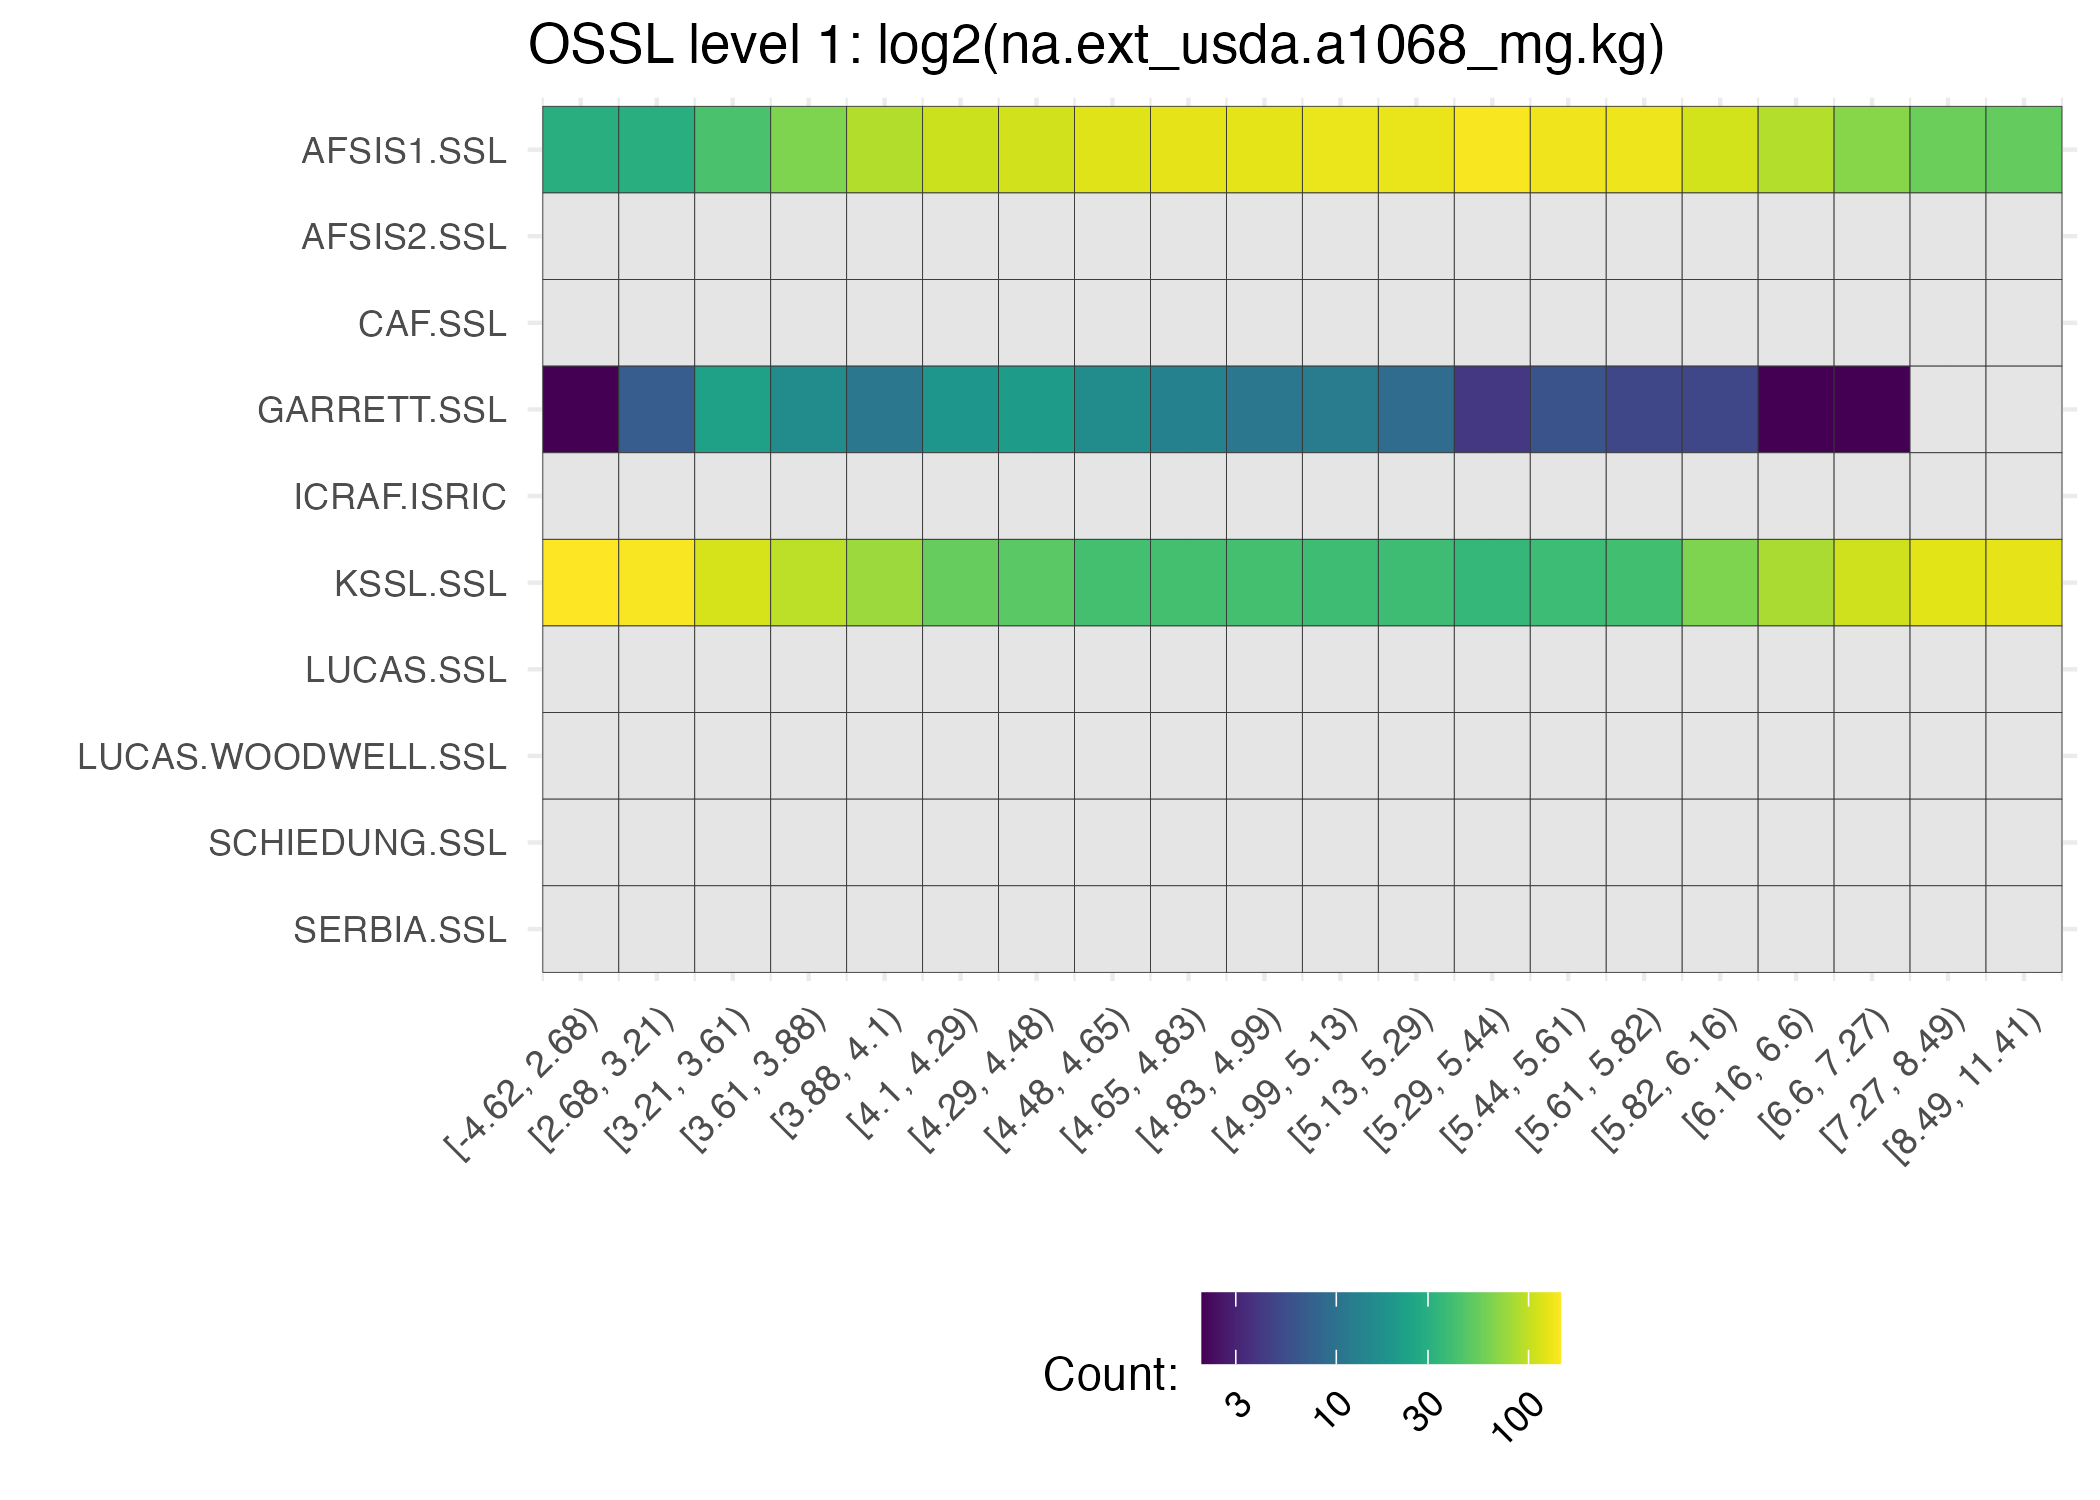 OSSL level 1: log2(na.ext_usda.a1068_mg.kg)
AFSIS1.SSL
AFSIS2.SSL
CAF.SSL
GARRETT.SSL
ICRAF.ISRIC
KSSL.SSL
LUCAS.SSL
LUCAS.WOODWELL.SSL
SCHIEDUNG.SSL
SERBIA.SSL
[-4.62, 2.68)
[2.68, 3.21)
[3.21, 3.61)
[3.61, 3.88)
[3.88, 4.1)
[4.1, 4.29)
[4.29, 4.48)
[4.48, 4.65)
[4.65, 4.83)
[4.83, 4.99)
[4.99, 5.13)
[5.13, 5.29)
[5.29, 5.44)
[5.44, 5.61)
[5.61, 5.82)
[5.82, 6.16)
[6.16, 6.6)
[6.6, 7.27)
[7.27, 8.49)
[8.49, 11.41)
Count:
3
10
30
100